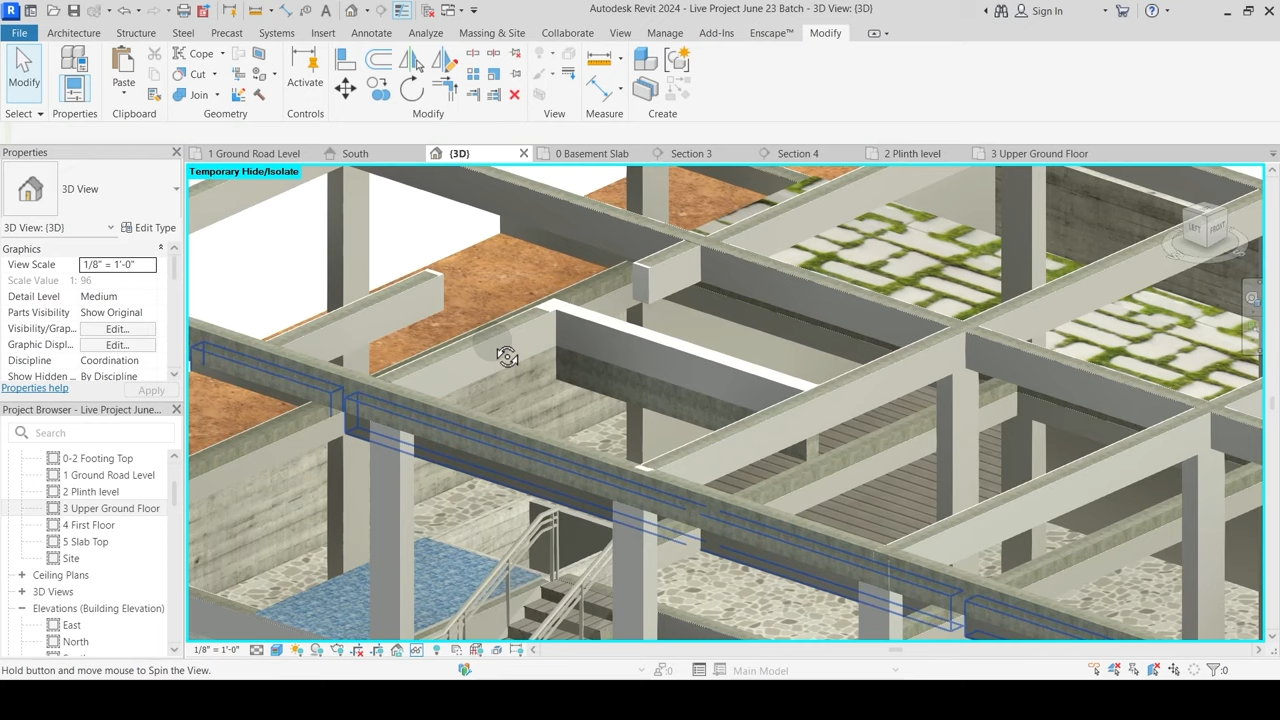 Autodesk Revit 2024 - Live Project June 23 Batch - 3D View: {3D}
Sign In
File Architecture Structure Steel Precast Systems Insert Annotate Analyze Massing & Site Collaborate View Manage Add-Ins Enscape™ Modify
Modify
Properties
Paste
Cope
Cut
Join
Activate
Select Properties Clipboard Geometry Controls Modify View Measure Create
Properties
1 Ground Road Level South {3D} 0 Basement Slab Section 3 Section 4 2 Plinth level 3 Upper Ground Floor
Temporary Hide/Isolate
3D View
3D View: {3D} Edit Type
Graphics
View Scale 1/8" = 1'-0"
Scale Value 1: 96
Detail Level Medium
Parts Visibility Show Original
Visibility/Grap... Edit...
Graphic Displ... Edit...
Discipline Coordination
Show Hidden ... By Discipline
Properties help Apply
LEFT FRONT
Project Browser - Live Project June...
Search
0-2 Footing Top
1 Ground Road Level
2 Plinth level
3 Upper Ground Floor
4 First Floor
5 Slab Top
Site
Ceiling Plans
3D Views
Elevations (Building Elevation)
East
North
1/8" = 1'-0"
Hold button and move mouse to Spin the View.
:0
Main Model
:0